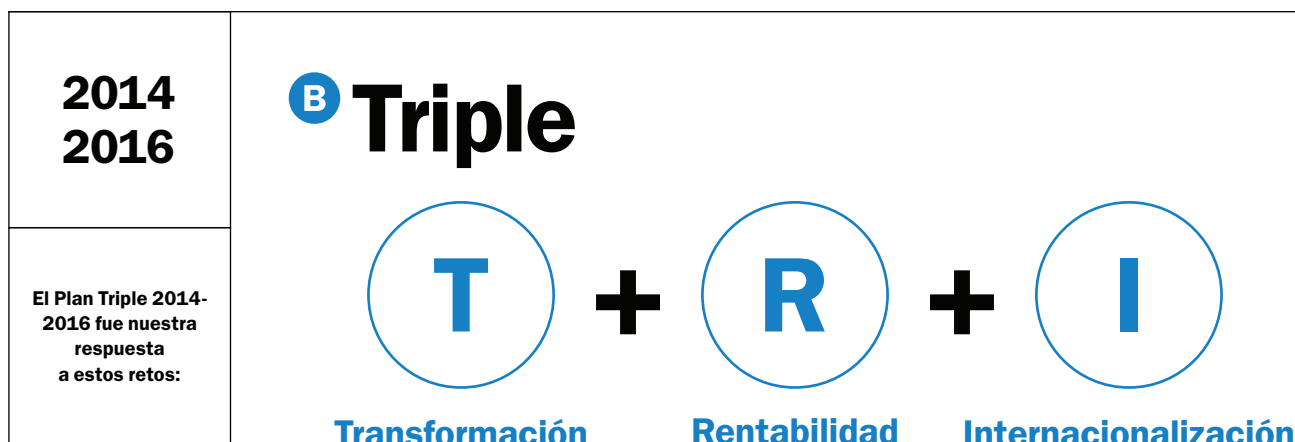 2014
2016
B Triple
El Plan Triple 2014-
2016 fue nuestra
respuesta
a estos retos:
T + R + I
Transformación Rentabilidad Internacionalización